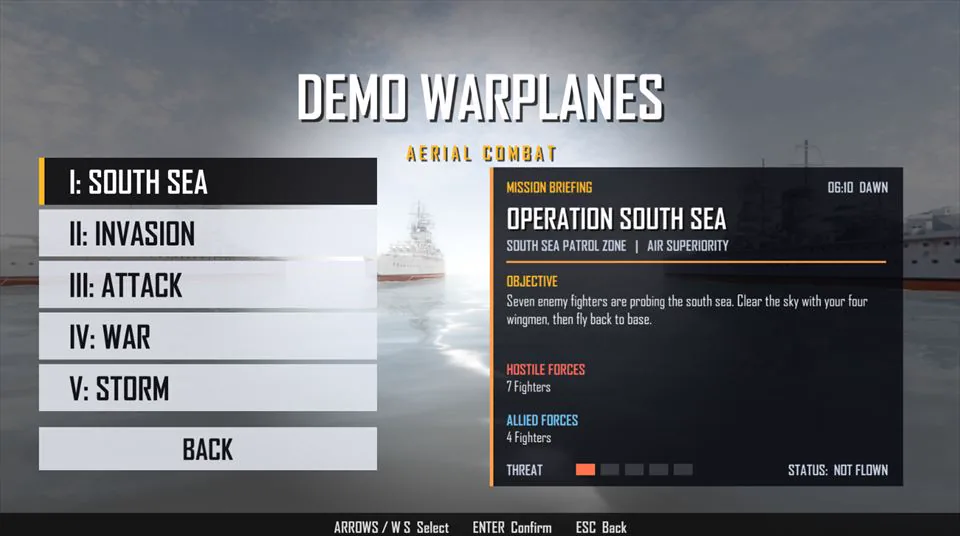 DEMO WARPLANES
AERIAL COMBAT
I: SOUTH SEA
II: INVASION
III: ATTACK
IV: WAR
V: STORM
BACK
MISSION BRIEFING
06:10 DAWN
OPERATION SOUTH SEA
SOUTH SEA PATROL ZONE | AIR SUPERIORITY
OBJECTIVE
Seven enemy fighters are probing the south sea. Clear the sky with your four
wingmen, then fly back to base.
HOSTILE FORCES
7 Fighters
ALLIED FORCES
4 Fighters
THREAT
STATUS: NOT FLOWN
ARROWS / W S Select ENTER Confirm ESC Back